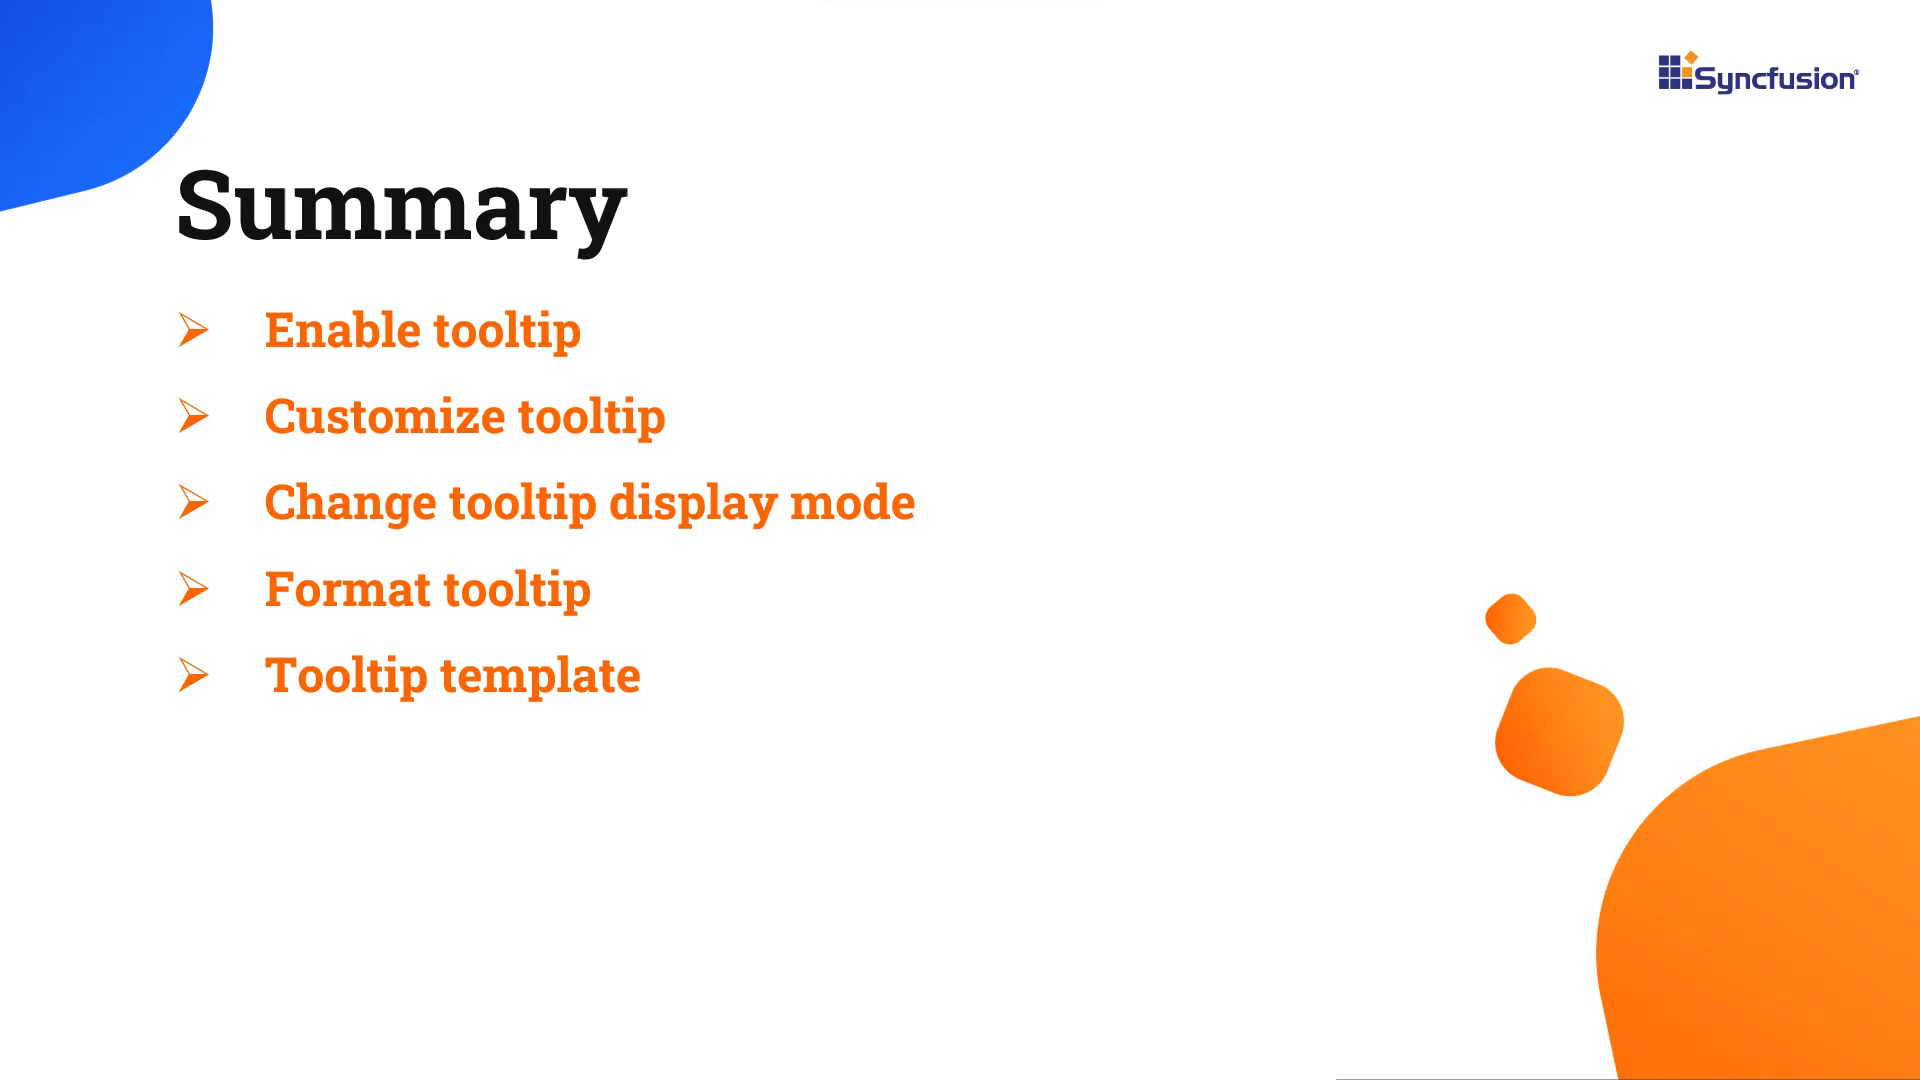 Syncfusion®
Summary
➢ Enable tooltip
➢ Customize tooltip
➢ Change tooltip display mode
➢ Format tooltip
➢ Tooltip template